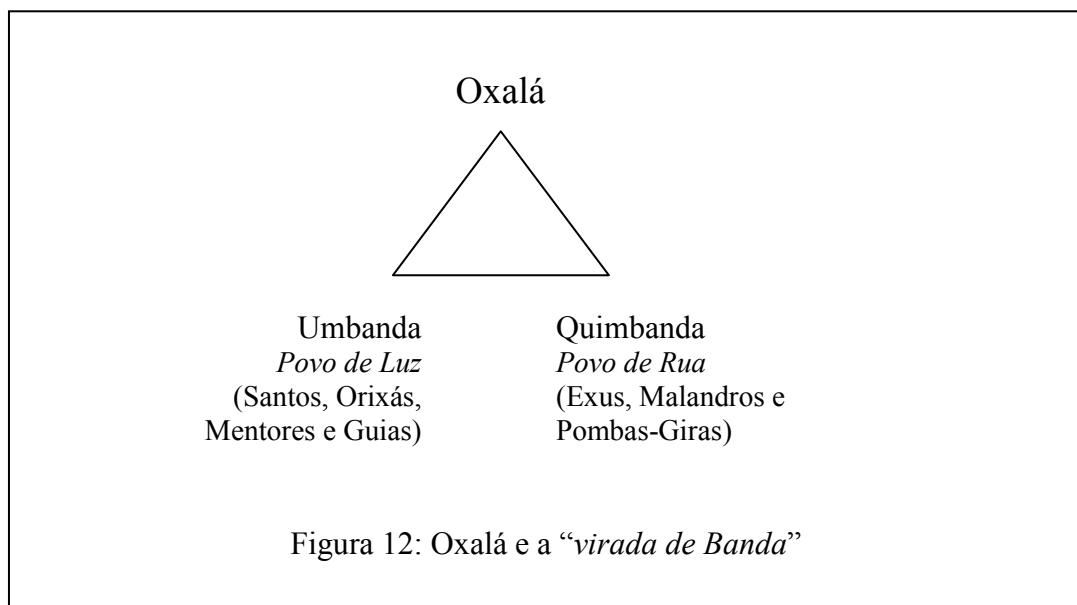 Oxalá
Umbanda
Povo de Luz
(Santos, Orixás,
Mentores e Guias)
Quimbanda
Povo de Rua
(Exus, Malandros e
Pombas-Giras)
Figura 12: Oxalá e a “virada de Banda”